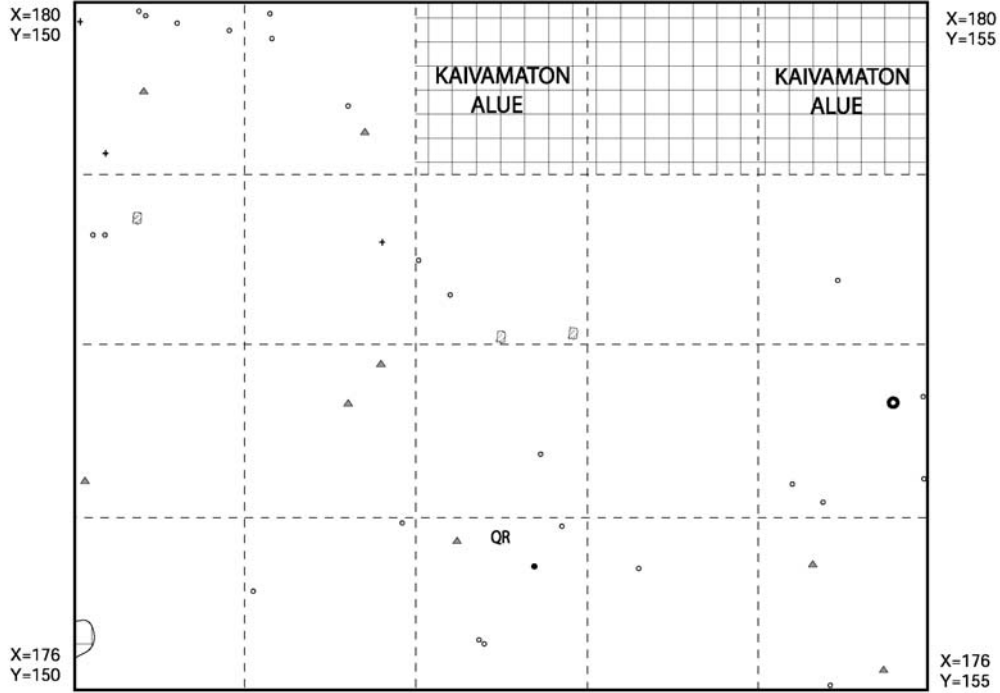 X=180
Y=150
X=180
Y=155
KAIVAMATON
ALUE
KAIVAMATON
ALUE
QR
X=176
Y=150
X=176
Y=155